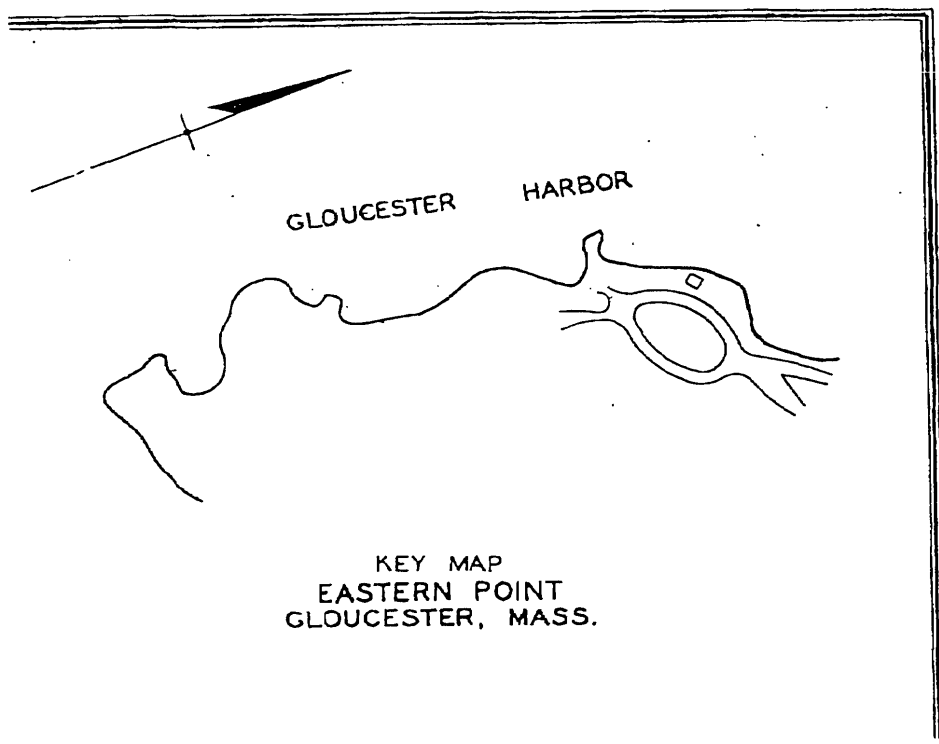 GLOUCESTER HARBOR
KEY MAP
EASTERN POINT
GLOUCESTER, MASS.